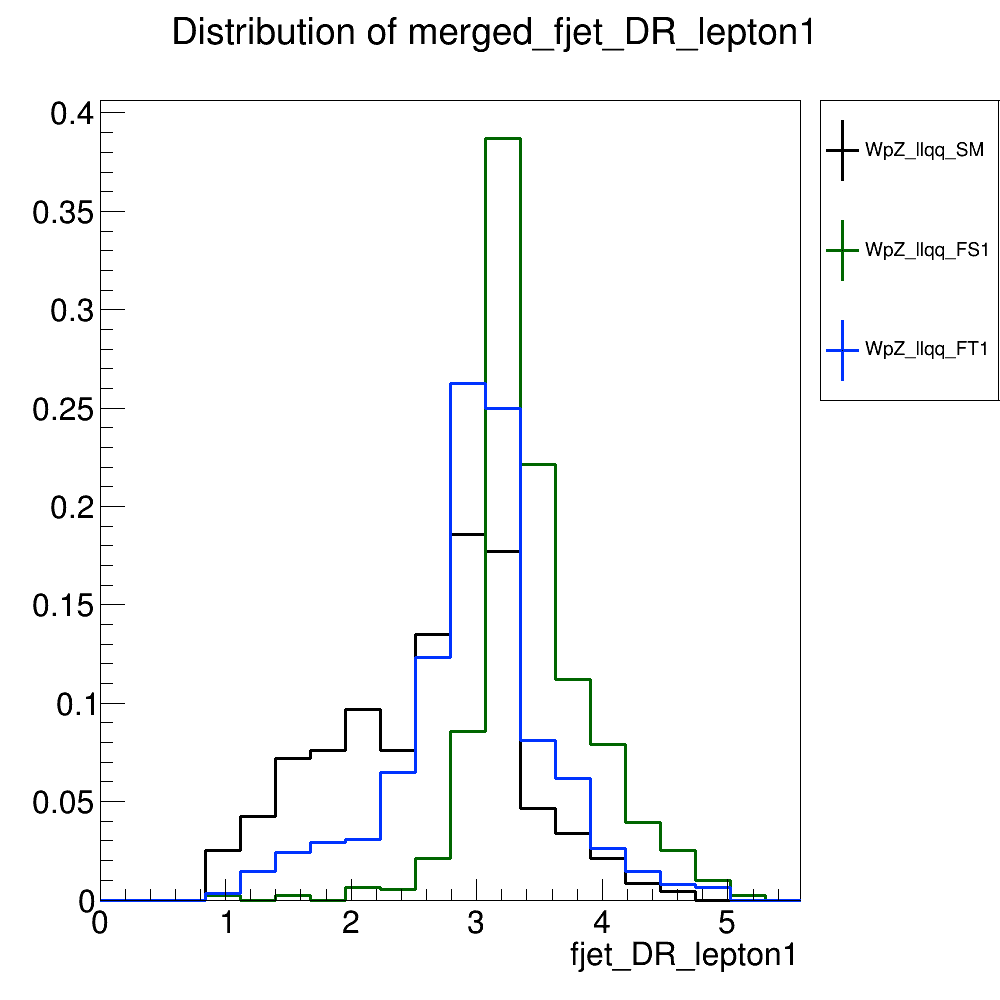 Distribution of merged_fjet_DR_lepton1
0.4
0.35
0.3
0.25
0.2
0.15
0.1
0.05
0
0 1 2 3 4 5
fjet_DR_lepton1
WpZ_llqq_SM
WpZ_llqq_FS1
WpZ_llqq_FT1